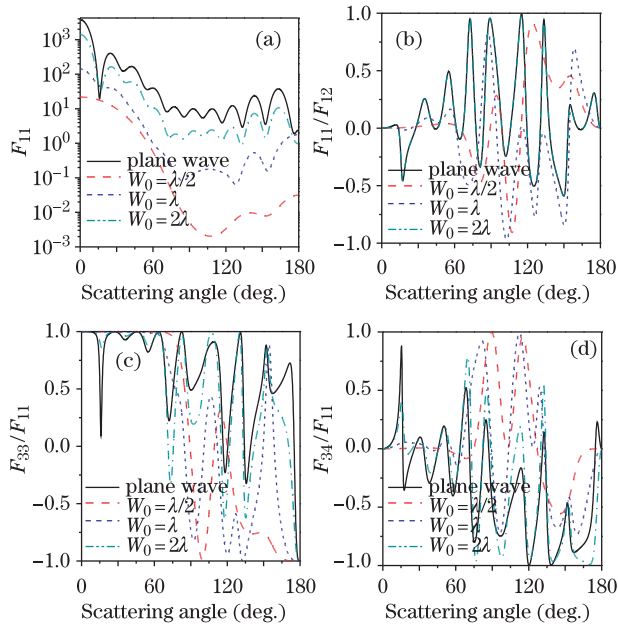 10³
10²
10¹
10⁰
10⁻¹
10⁻²
10⁻³
F₁₁
(a)
plane wave
W₀=λ/2
W₀=λ
W₀=2λ
0 60 120 180
Scattering angle (deg.)
1.0
0.5
0.0
-0.5
-1.0
F₁₁/F₁₂
(b)
plane wave
W₀=λ/2
W₀=λ
W₀=2λ
0 60 120 180
Scattering angle (deg.)
1.0
0.5
0.0
-0.5
-1.0
F₃₃/F₁₁
(c)
plane wave
W₀=λ/2
W₀=λ
W₀=2λ
0 60 120 180
Scattering angle (deg.)
1.0
0.5
0.0
-0.5
-1.0
F₃₄/F₁₁
(d)
plane wave
W₀=λ/2
W₀=λ
W₀=2λ
0 60 120 180
Scattering angle (deg.)